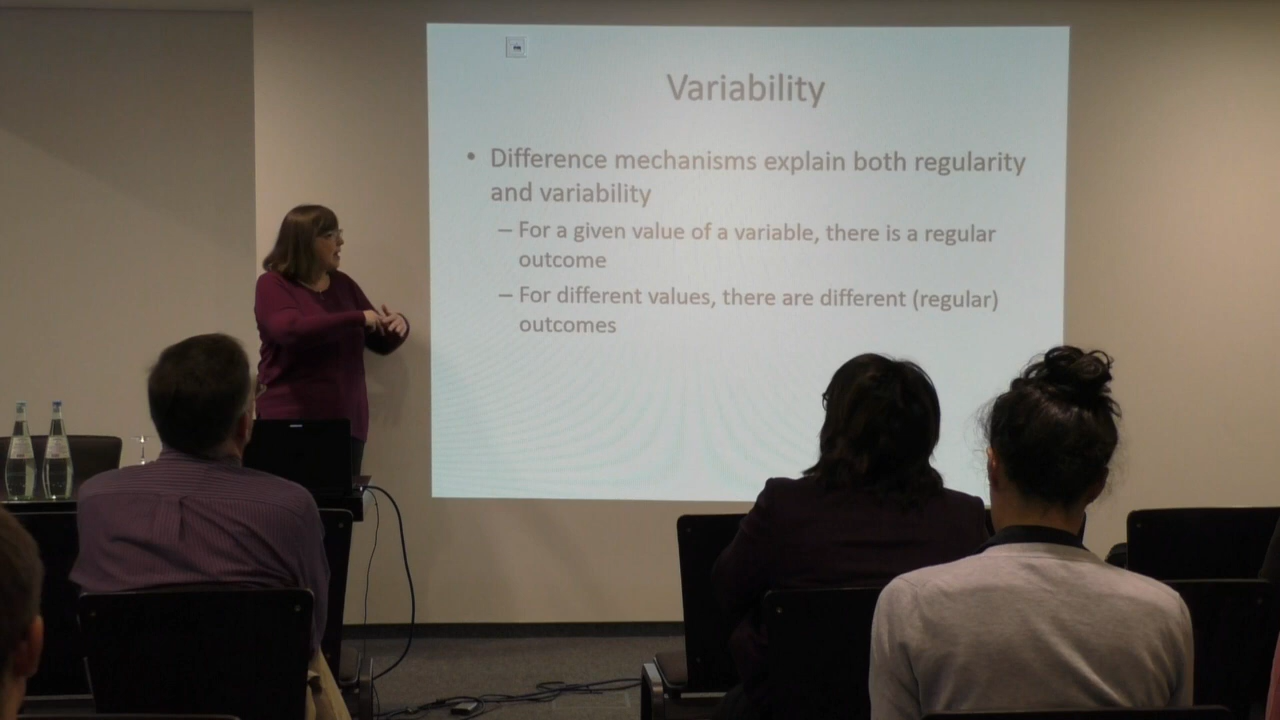 Variability
• Difference mechanisms explain both regularity
and variability
– For a given value of a variable, there is a regular
outcome
– For different values, there are different (regular)
outcomes